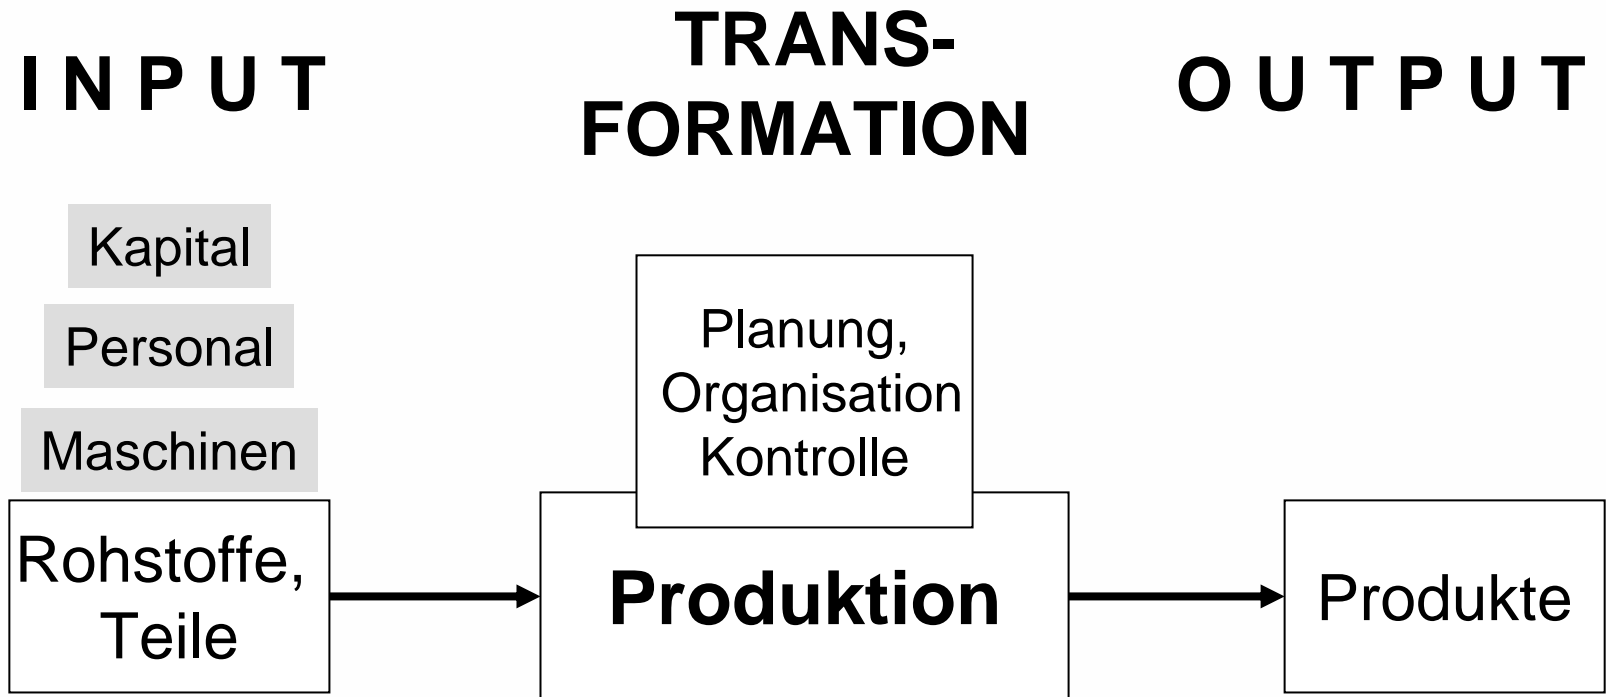 I N P U T
TRANS-
FORMATION
O U T P U T
Kapital
Personal
Maschinen
Rohstoffe,
Teile
Planung,
Organisation
Kontrolle
Produktion
Produkte